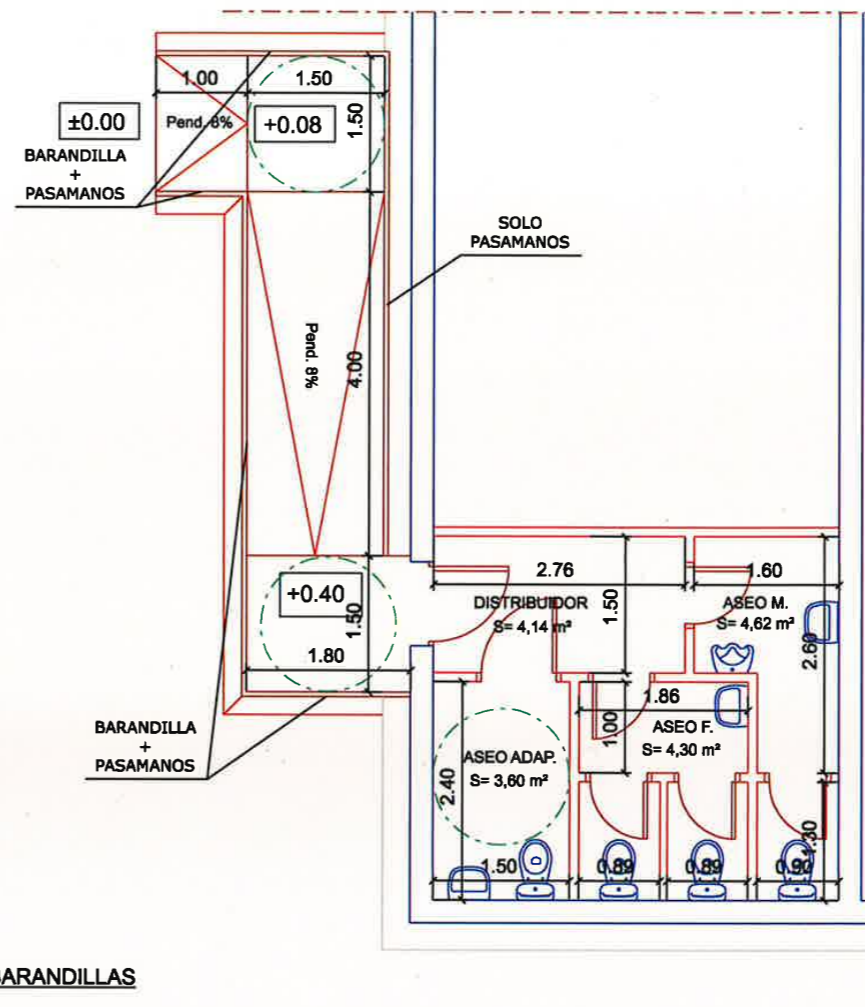 1.00
1.50
±0.00
Pend. 8%
+0.08
1.50
BARANDILLA
+
PASAMANOS
SOLO
PASAMANOS
Pend. 8%
4.00
2.76
1.60
+0.40
1.50
DISTRIBUIDOR
S= 4,14 m²
1.50
ASEO M.
S= 4,62 m²
2.60
1.80
1.86
BARANDILLA
+
PASAMANOS
1.00
ASEO F.
S= 4,30 m²
ASEO ADAP.
S= 3,60 m²
2.40
1.30
1.50
0.89
0.89
0.90
BARANDILLAS